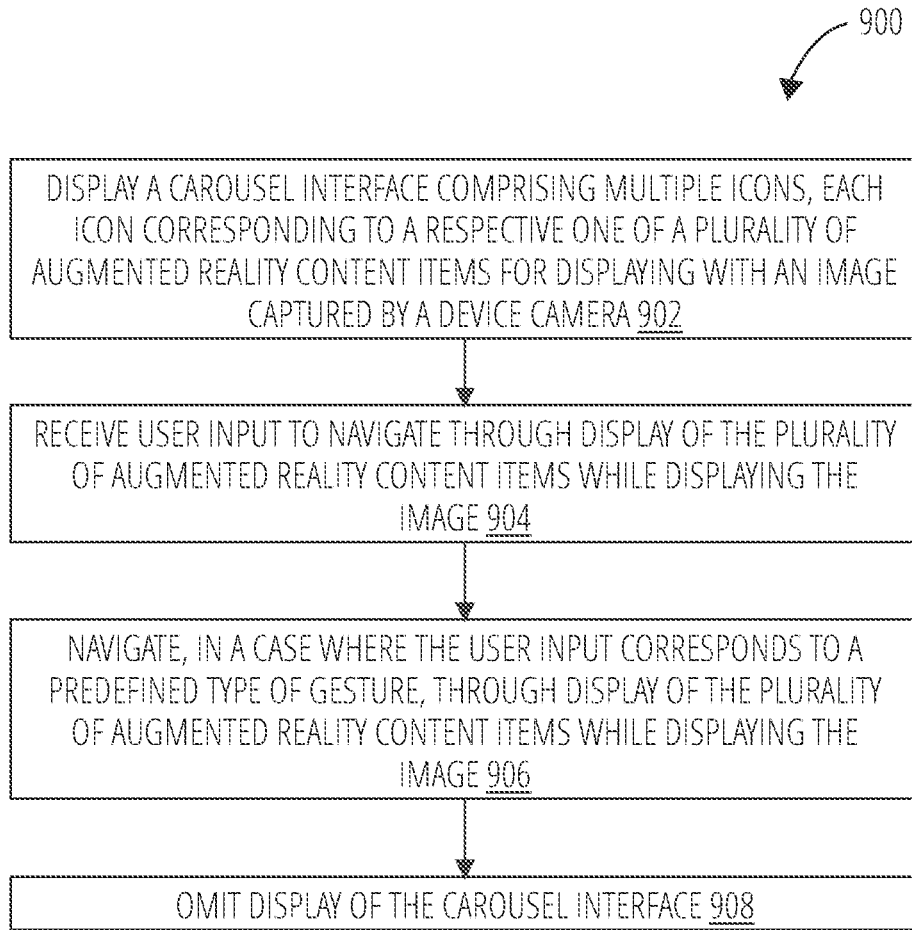 900
DISPLAY A CAROUSEL INTERFACE COMPRISING MULTIPLE ICONS, EACH
ICON CORRESPONDING TO A RESPECTIVE ONE OF A PLURALITY OF
AUGMENTED REALITY CONTENT ITEMS FOR DISPLAYING WITH AN IMAGE
CAPTURED BY A DEVICE CAMERA 902
RECEIVE USER INPUT TO NAVIGATE THROUGH DISPLAY OF THE PLURALITY
OF AUGMENTED REALITY CONTENT ITEMS WHILE DISPLAYING THE
IMAGE 904
NAVIGATE, IN A CASE WHERE THE USER INPUT CORRESPONDS TO A
PREDEFINED TYPE OF GESTURE, THROUGH DISPLAY OF THE PLURALITY
OF AUGMENTED REALITY CONTENT ITEMS WHILE DISPLAYING THE
IMAGE 906
OMIT DISPLAY OF THE CAROUSEL INTERFACE 908